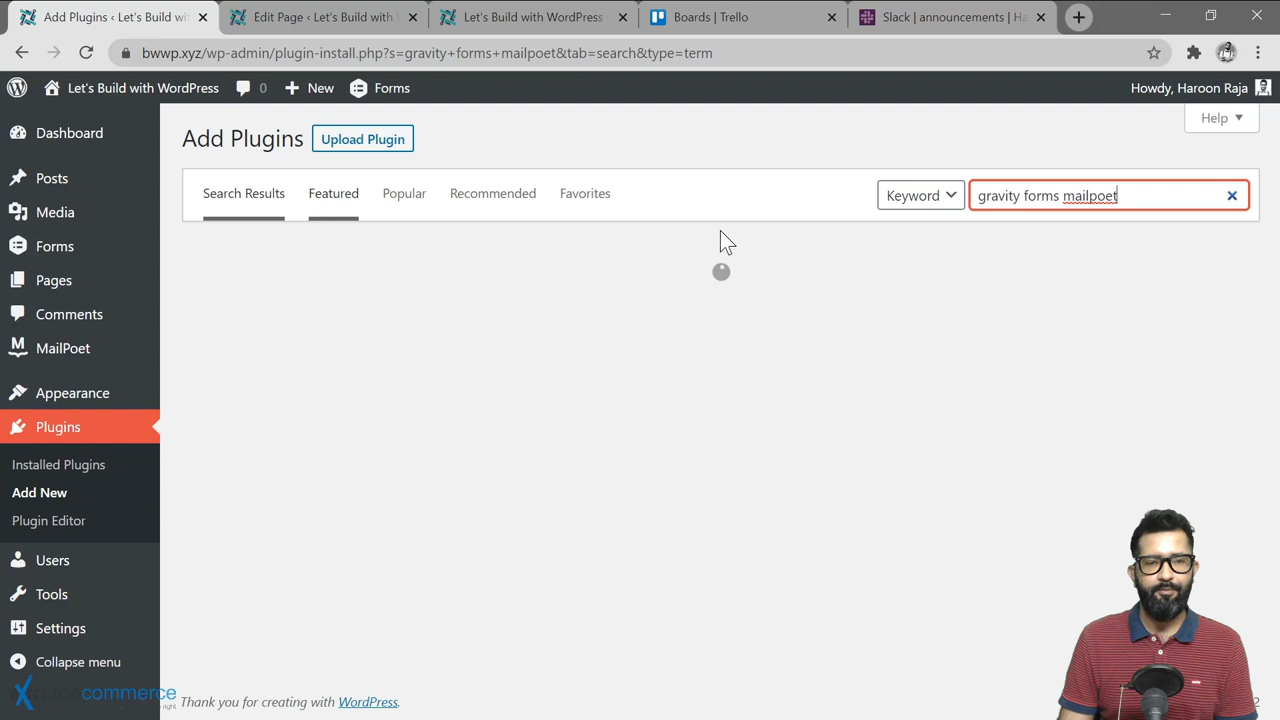 Add Plugins ‹ Let's Build with
Edit Page ‹ Let's Build with
Let's Build with WordPress
Boards | Trello
Slack | announcements | Ha
bwwp.xyz/wp-admin/plugin-install.php?s=gravity+forms+mailpoet&tab=search&type=term
Let's Build with WordPress
0
New
Forms
Howdy, Haroon Raja
Help
Add Plugins
Upload Plugin
Search Results
Featured
Popular
Recommended
Favorites
Keyword
gravity forms mailpoet
Dashboard
Posts
Media
Forms
Pages
Comments
MailPoet
Appearance
Plugins
Installed Plugins
Add New
Plugin Editor
Users
Tools
Settings
Collapse menu
commerce
Thank you for creating with WordPress.
2